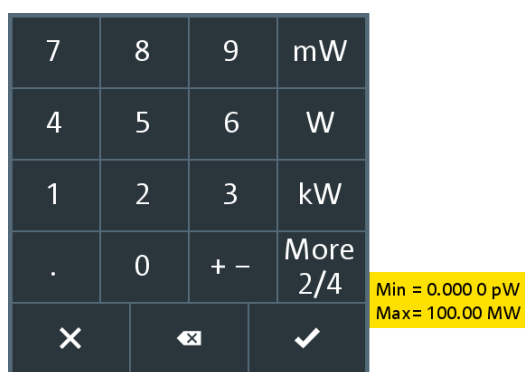 7 8 9 mW
4 5 6 W
1 2 3 kW
. 0 + − More
2/4
Min = 0.000 0 pW
Max= 100.00 MW